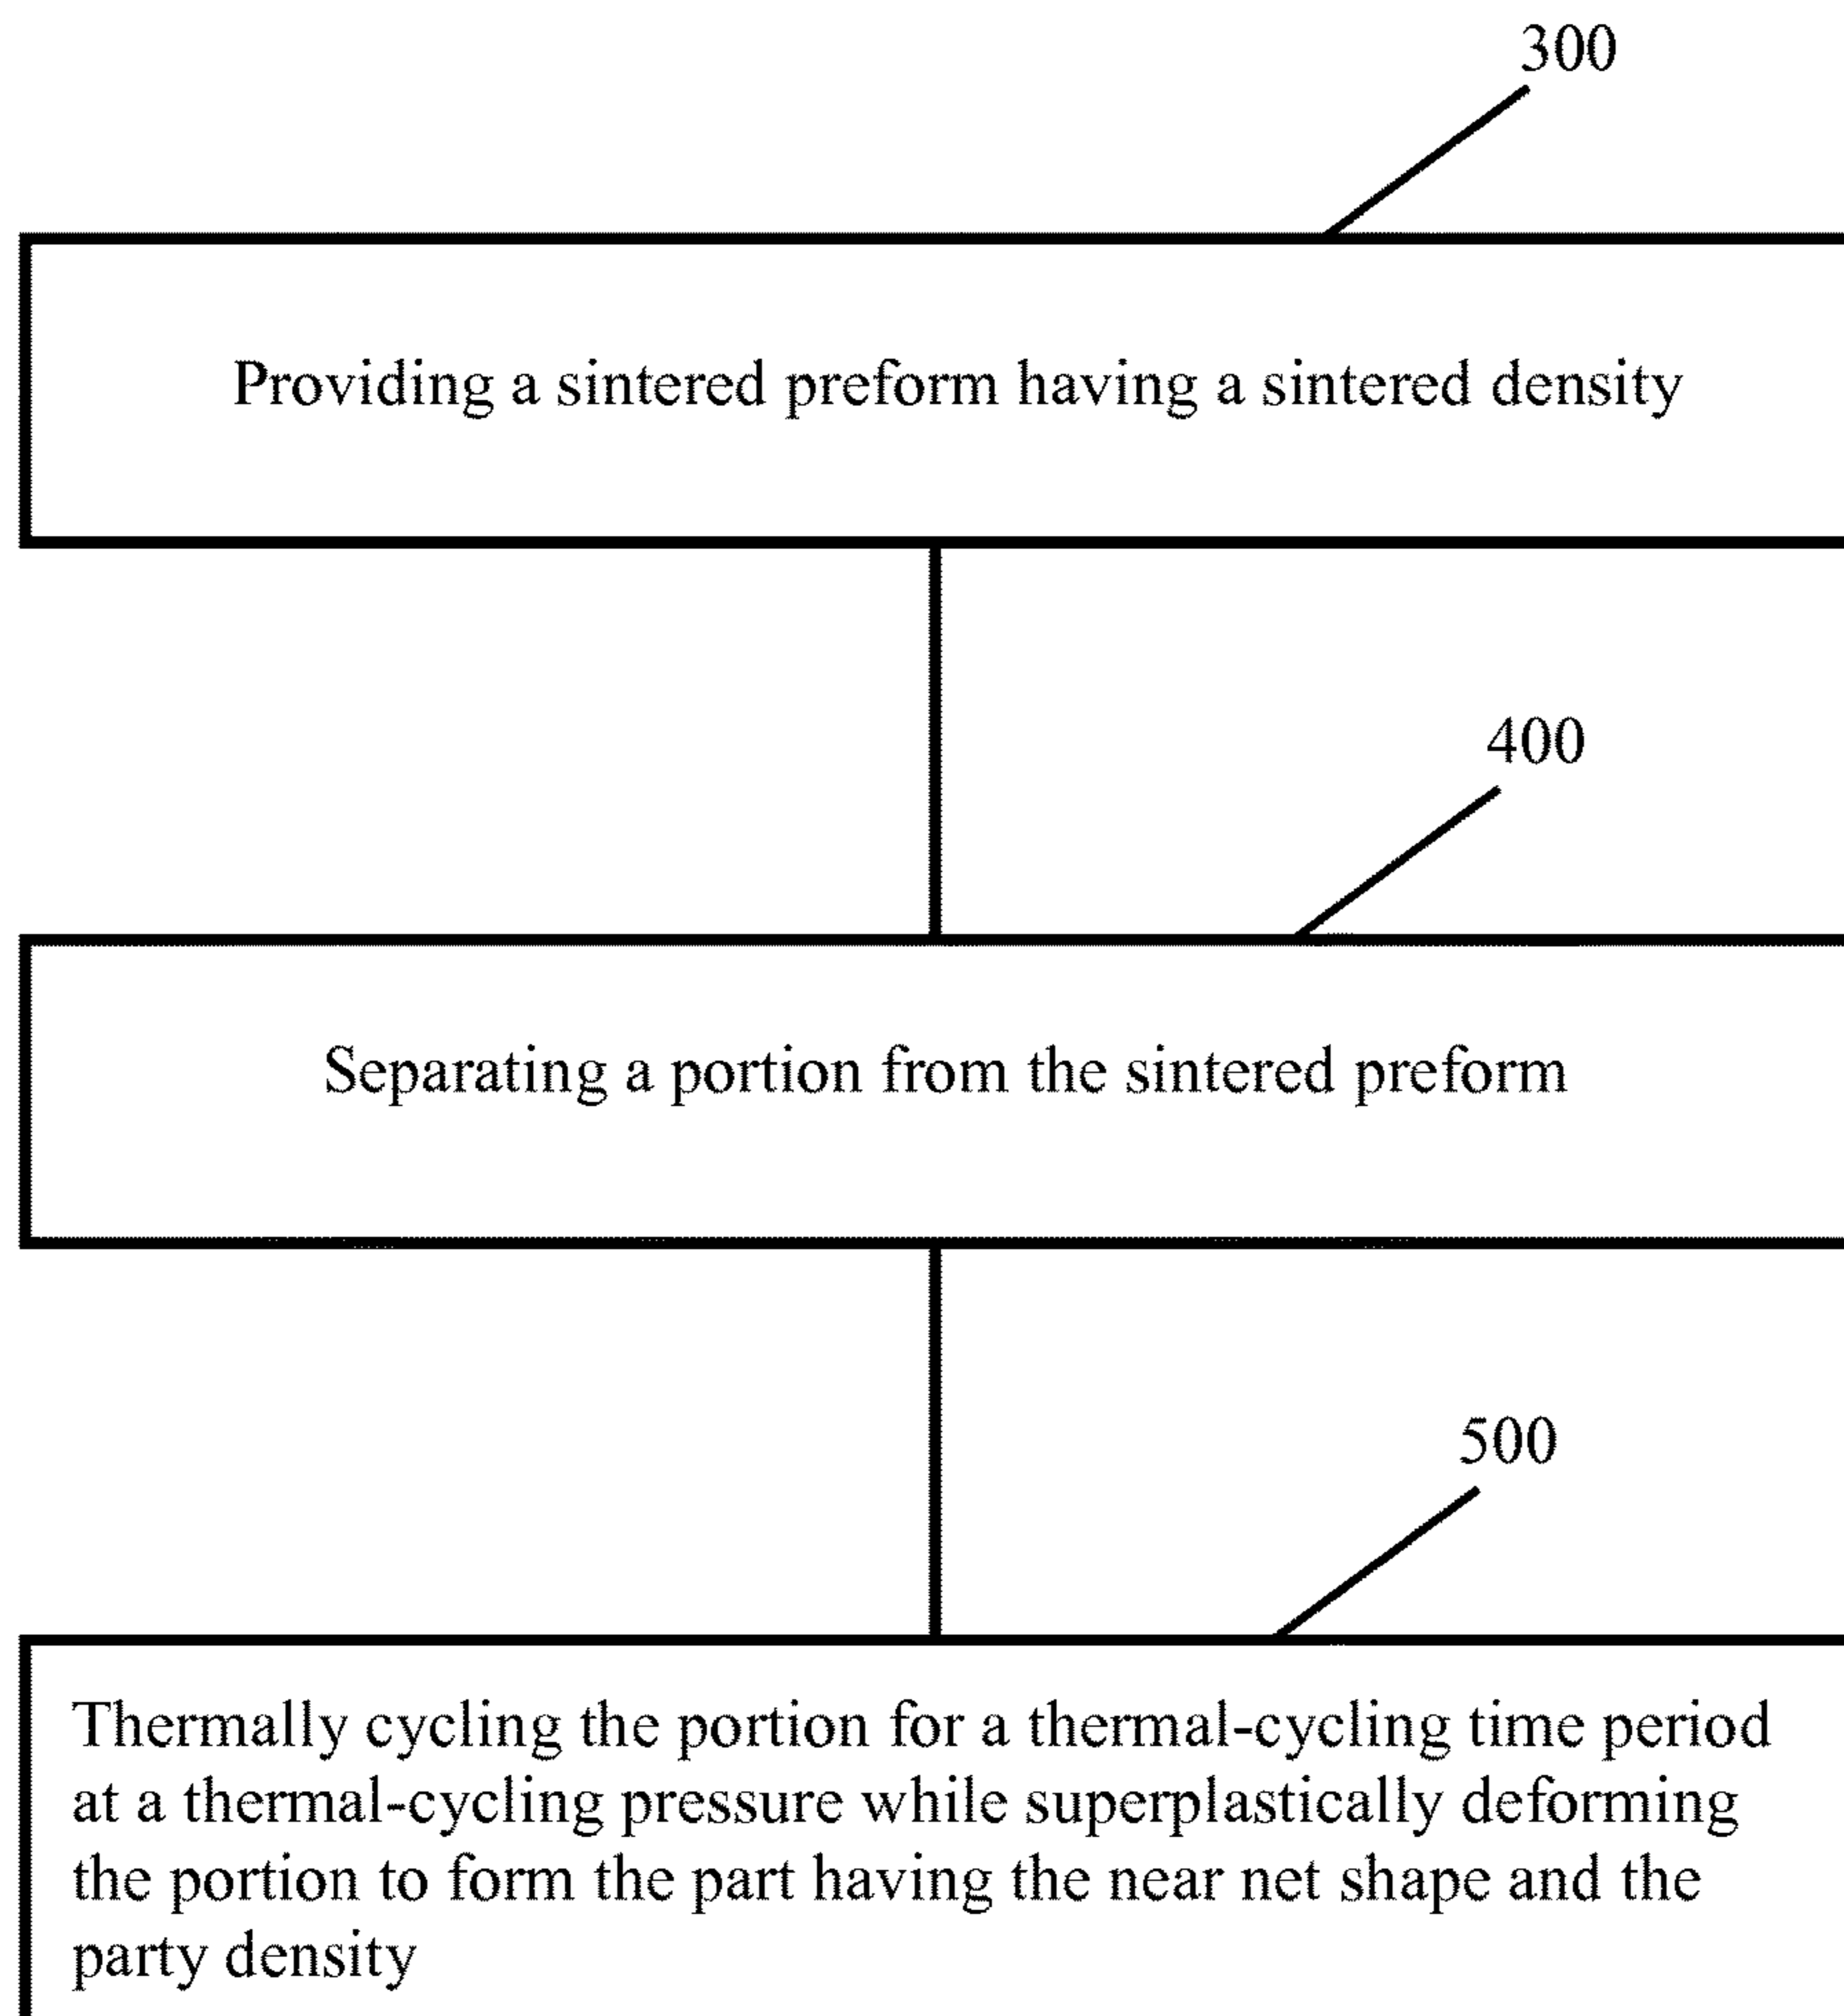 300
Providing a sintered preform having a sintered density
400
Separating a portion from the sintered preform
500
Thermally cycling the portion for a thermal-cycling time period
at a thermal-cycling pressure while superplastically deforming
the portion to form the part having the near net shape and the
party density